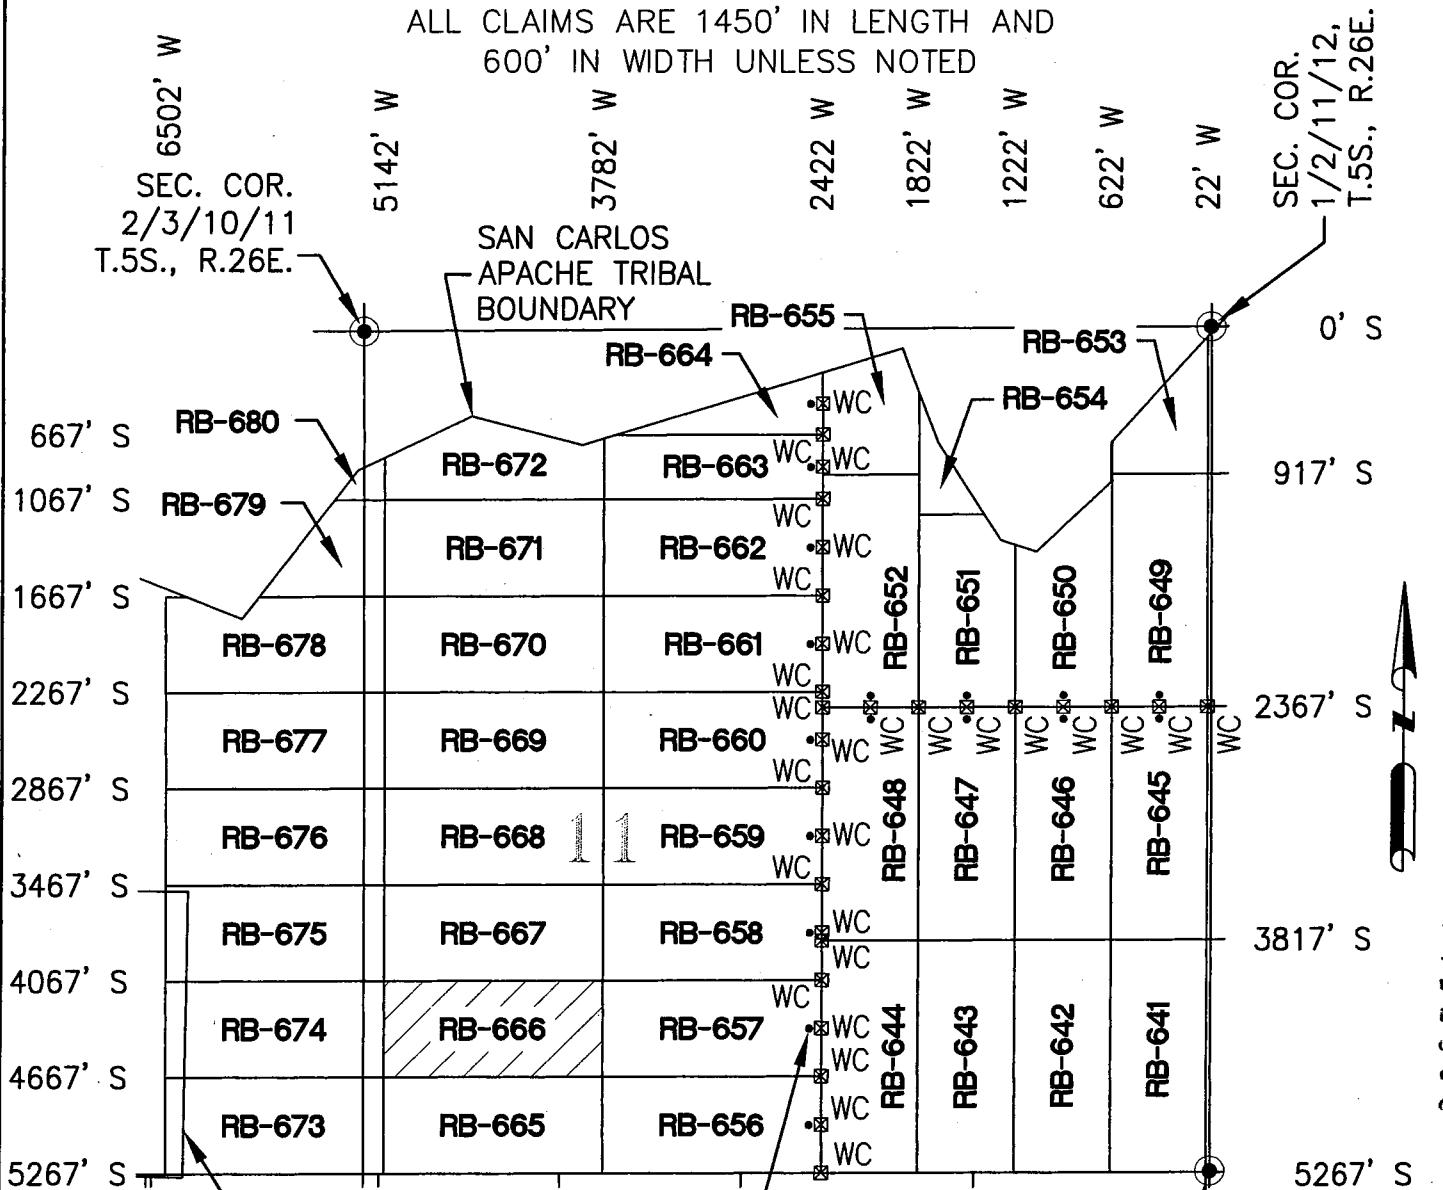 ALL CLAIMS ARE 1450' IN LENGTH AND
600' IN WIDTH UNLESS NOTED
6502' W
5142' W
3782' W
2422 W
1822' W
1222' W
622' W
22' W
SEC. COR.
1/2/11/12,
T.5S., R.26E.
SEC. COR.
2/3/10/11
T.5S., R.26E.
SAN CARLOS
APACHE TRIBAL
BOUNDARY
RB-655
RB-653
0' S
RB-664
RB-654
WC
RB-680
667' S
RB-672
RB-663
WC
WC
917' S
1067' S
RB-679
WC
RB-671
RB-662
WC
WC
1667' S
RB-652
RB-651
RB-650
RB-649
RB-678
RB-670
RB-661
WC
WC
2267' S
WC
2367' S
WC
WC
WC
WC
WC
WC
WC
WC
RB-677
RB-669
RB-660
WC
WC
2867' S
RB-648
RB-647
RB-646
RB-645
RB-676
RB-668
11
RB-659
WC
WC
3467' S
RB-675
RB-667
RB-658
WC
WC
3817' S
4067' S
WC
RB-674
RB-666
RB-657
WC
WC
RB-644
RB-643
RB-642
RB-641
4667' S
WC
RB-673
RB-665
RB-656
WC
5267' S
5267' S